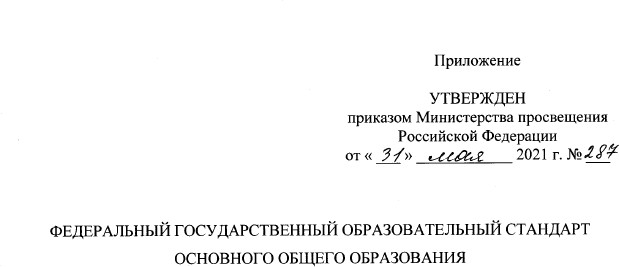 Приложение
УТВЕРЖДЕН
приказом Министерства просвещения
Российской Федерации
от « 31 » мая 2021 г. № 287
ФЕДЕРАЛЬНЫЙ ГОСУДАРСТВЕННЫЙ ОБРАЗОВАТЕЛЬНЫЙ СТАНДАРТ
ОСНОВНОГО ОБЩЕГО ОБРАЗОВАНИЯ